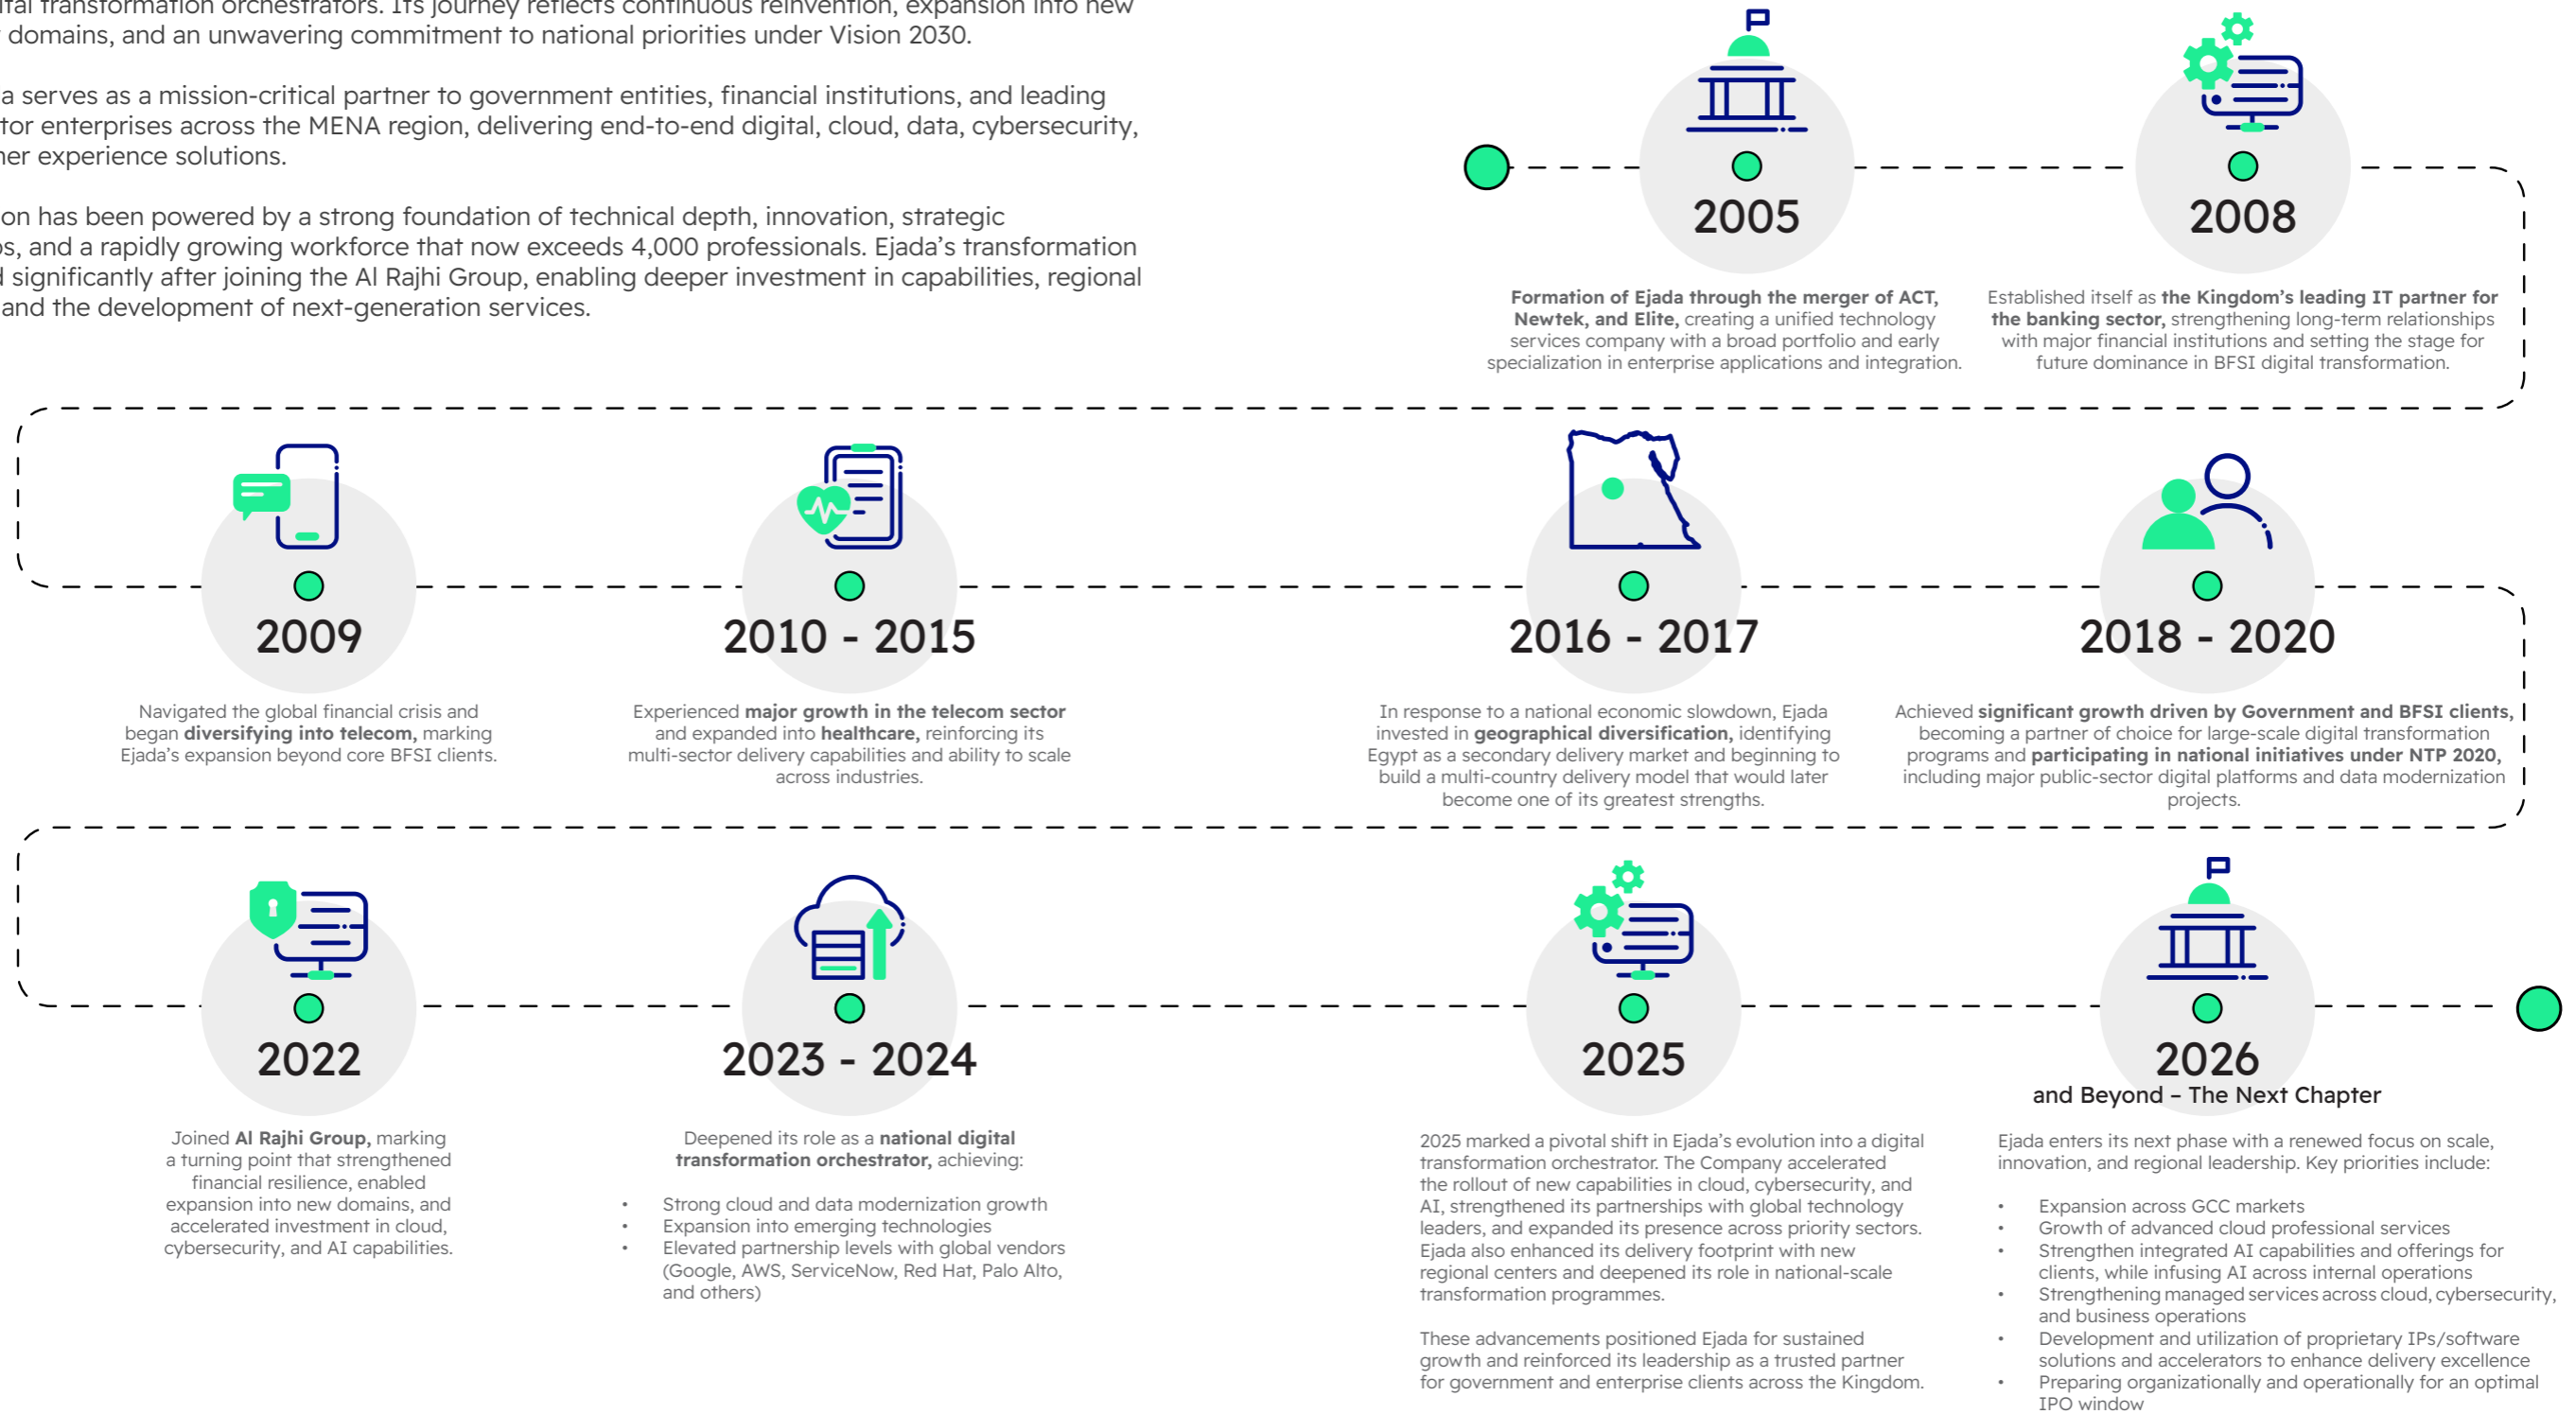 transformation orchestrators. Its journey reflects continuous reinvention, expansion into new
domains, and an unwavering commitment to national priorities under Vision 2030.
serves as a mission-critical partner to government entities, financial institutions, and leading
enterprises across the MENA region, delivering end-to-end digital, cloud, data, cybersecurity,
experience solutions.
has been powered by a strong foundation of technical depth, innovation, strategic
and a rapidly growing workforce that now exceeds 4,000 professionals. Ejada's transformation
significantly after joining the Al Rajhi Group, enabling deeper investment in capabilities, regional
and the development of next-generation services.
2005
Formation of Ejada through the merger of ACT,
Newtek, and Elite, creating a unified technology
services company with a broad portfolio and early
specialization in enterprise applications and integration.
2008
Established itself as the Kingdom's leading IT partner for
the banking sector, strengthening long-term relationships
with major financial institutions and setting the stage for
future dominance in BFSI digital transformation.
2009
Navigated the global financial crisis and
began diversifying into telecom, marking
Ejada's expansion beyond core BFSI clients.
2010 - 2015
Experienced major growth in the telecom sector
and expanded into healthcare, reinforcing its
multi-sector delivery capabilities and ability to scale
across industries.
2016 - 2017
In response to a national economic slowdown, Ejada
invested in geographical diversification, identifying
Egypt as a secondary delivery market and beginning to
build a multi-country delivery model that would later
become one of its greatest strengths.
2018 - 2020
Achieved significant growth driven by Government and BFSI clients,
becoming a partner of choice for large-scale digital transformation
programs and participating in national initiatives under NTP 2020,
including major public-sector digital platforms and data modernization
projects.
2022
Joined Al Rajhi Group, marking
a turning point that strengthened
financial resilience, enabled
expansion into new domains, and
accelerated investment in cloud,
cybersecurity, and AI capabilities.
2023 - 2024
Deepened its role as a national digital
transformation orchestrator, achieving:
• Strong cloud and data modernization growth
• Expansion into emerging technologies
• Elevated partnership levels with global vendors
(Google, AWS, ServiceNow, Red Hat, Palo Alto,
and others)
2025
2025 marked a pivotal shift in Ejada's evolution into a digital
transformation orchestrator. The Company accelerated
the rollout of new capabilities in cloud, cybersecurity, and
AI, strengthened its partnerships with global technology
leaders, and expanded its presence across priority sectors.
Ejada also enhanced its delivery footprint with new
regional centers and deepened its role in national-scale
transformation programmes.
These advancements positioned Ejada for sustained
growth and reinforced its leadership as a trusted partner
for government and enterprise clients across the Kingdom.
2026
and Beyond – The Next Chapter
Ejada enters its next phase with a renewed focus on scale,
innovation, and regional leadership. Key priorities include:
• Expansion across GCC markets
• Growth of advanced cloud professional services
• Strengthen integrated AI capabilities and offerings for
clients, while infusing AI across internal operations
• Strengthening managed services across cloud, cybersecurity,
and business operations
• Development and utilization of proprietary IPs/software
solutions and accelerators to enhance delivery excellence
• Preparing organizationally and operationally for an optimal
IPO window